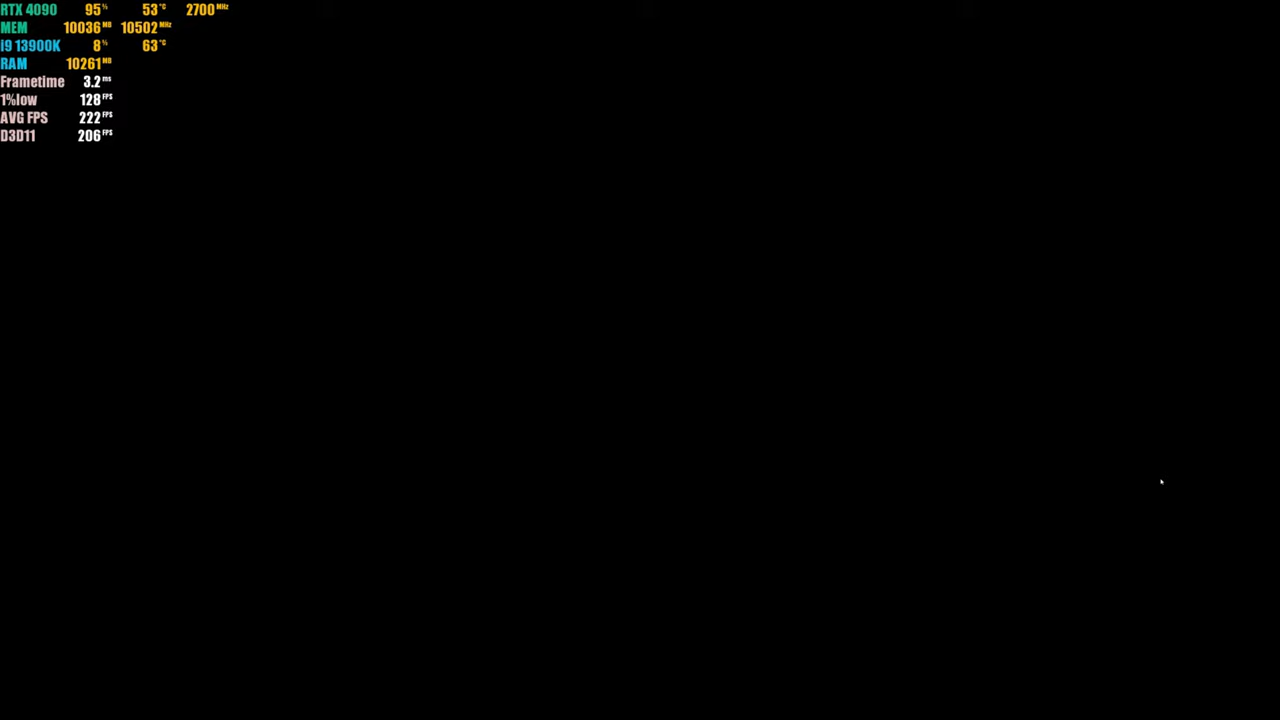 RTX 4090 95% 53°C 2700MHz
MEM 10036MB 10502MHz
i9 13900K 8% 63°C
RAM 10261MB
Frametime 3.2ms
1%low 128FPS
AVG FPS 222FPS
D3D11 206FPS